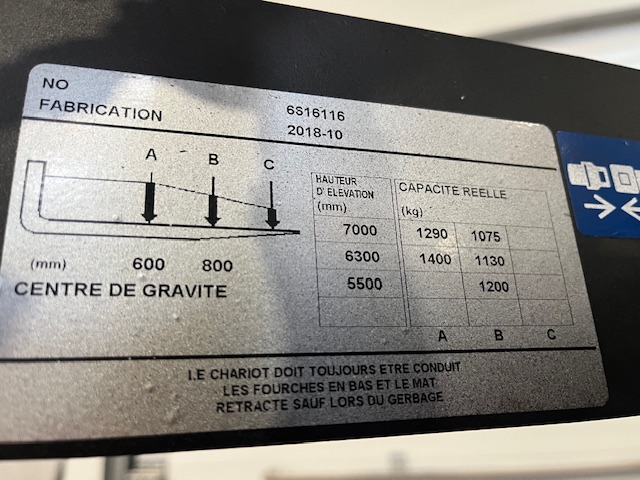 NO
FABRICATION
6S16116
2018-10
A B C
(mm) 600 800
CENTRE DE GRAVITE
HAUTEUR
D' ELEVATION
(mm)
CAPACITE REELLE
(kg)
7000 1290 1075
6300 1400 1130
5500 1200
A B C
LE CHARIOT DOIT TOUJOURS ETRE CONDUIT
LES FOURCHES EN BAS ET LE MAT
RETRACTE SAUF LORS DU GERBAGE